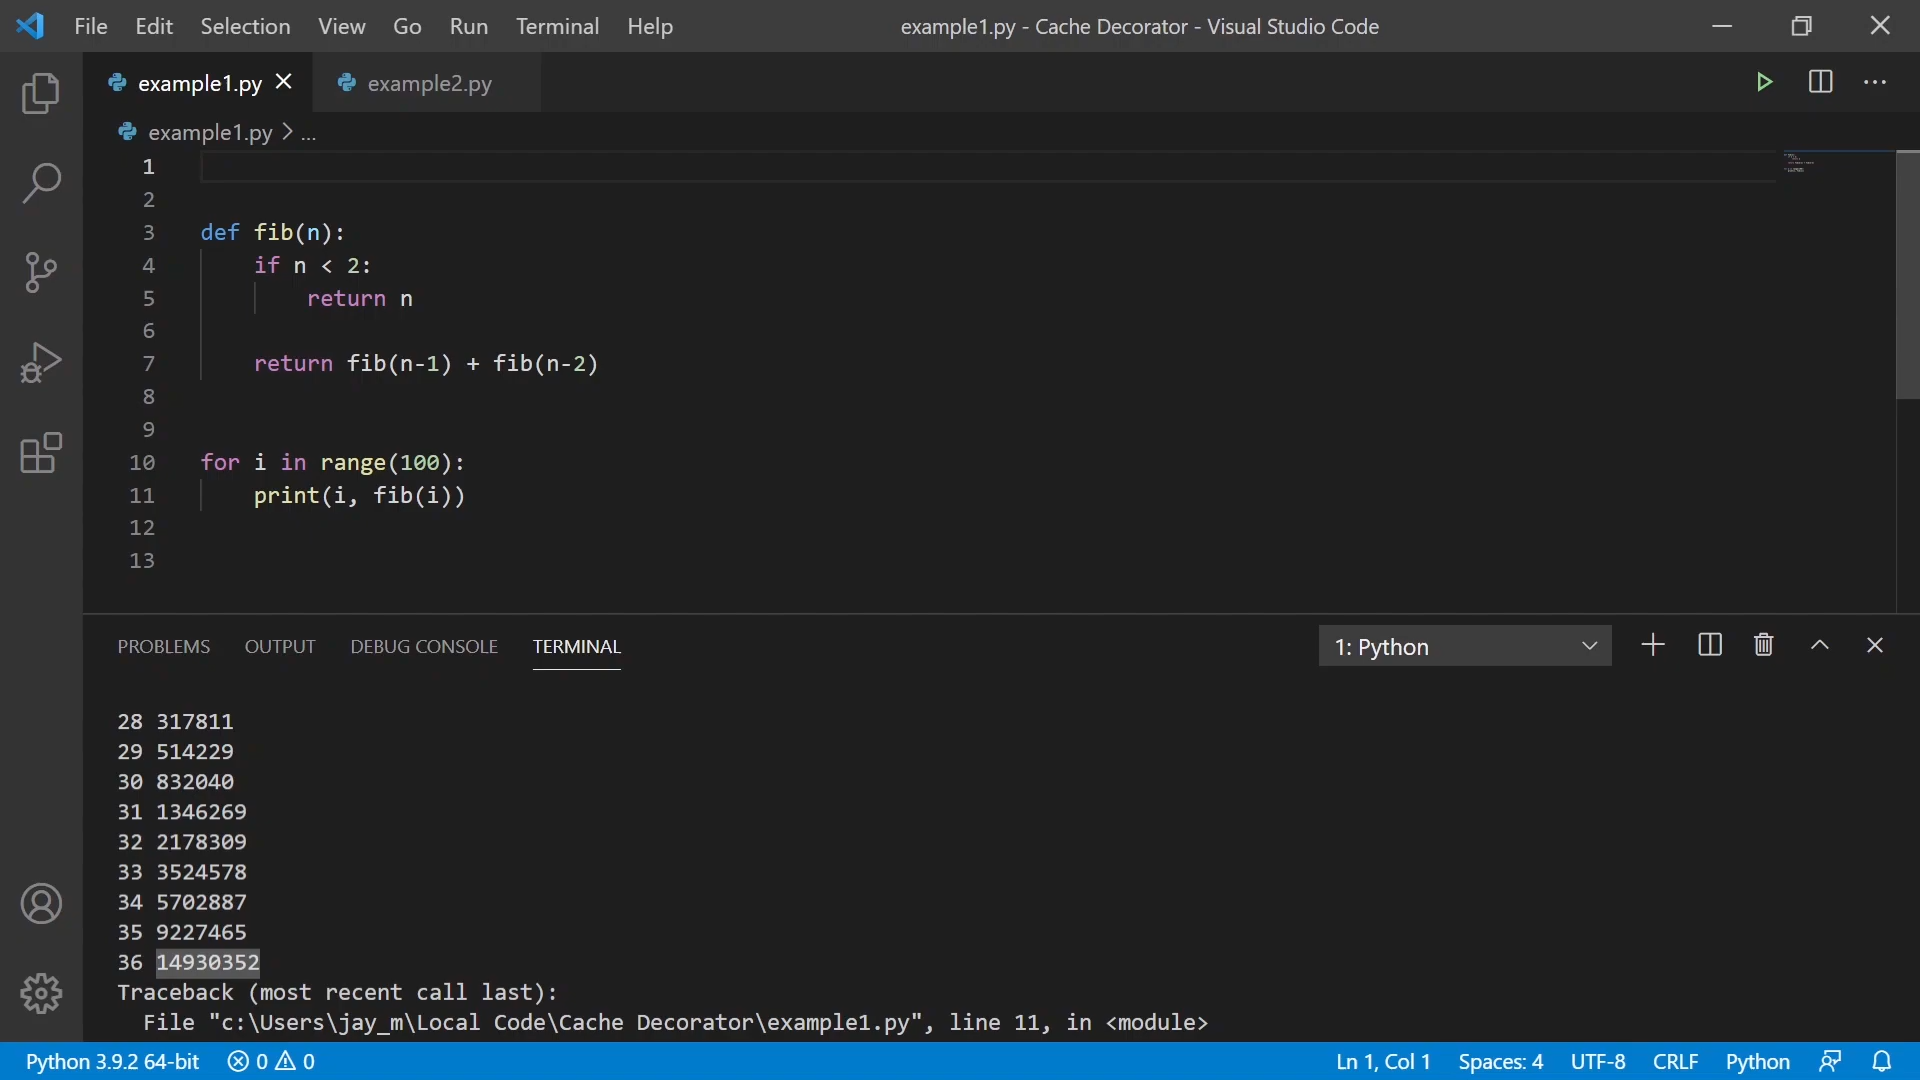 File Edit Selection View Go Run Terminal Help example1.py - Cache Decorator - Visual Studio Code
example1.py example2.py
example1.py > ...
1
2
3 def fib(n):
4 if n < 2:
5 return n
6
7 return fib(n-1) + fib(n-2)
8
9
10 for i in range(100):
11 print(i, fib(i))
12
13
PROBLEMS OUTPUT DEBUG CONSOLE TERMINAL 1: Python
28 317811
29 514229
30 832040
31 1346269
32 2178309
33 3524578
34 5702887
35 9227465
36 14930352
Traceback (most recent call last):
File "c:\Users\jay_m\Local Code\Cache Decorator\example1.py", line 11, in <module>
Python 3.9.2 64-bit 0 0 Ln 1, Col 1 Spaces: 4 UTF-8 CRLF Python